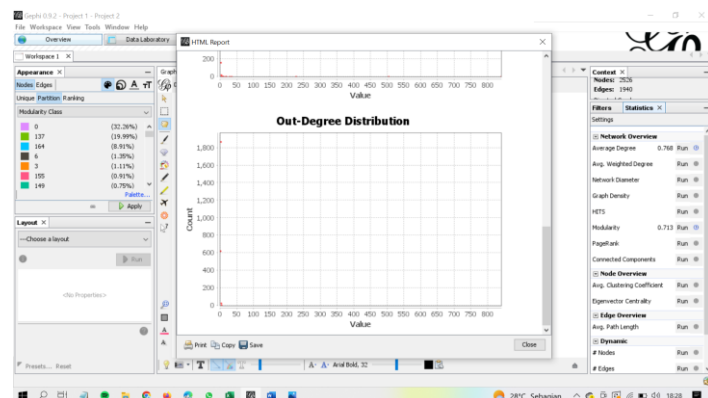 Gephi 0.9.2 - Project 1 - Project 2
File Workspace View Tools Window Help
Overview
Data Laboratory
HTML Report
Workspace 1
Appearance
Nodes Edges
Unique Partition Ranking
Modularity Class
0 (32.26%)
137 (19.99%)
164 (8.91%)
6 (1.35%)
3 (1.11%)
155 (0.91%)
149 (0.75%)
Palette...
Apply
Layout
---Choose a layout
Run
<No Properties>
Presets... Reset
Graph
200
0
0 50 100 150 200 250 300 350 400 450 500 550 600 650 700 750 800
Value
Out-Degree Distribution
1,800
1,600
1,400
1,200
1,000
800
600
400
200
0
Count
0 50 100 150 200 250 300 350 400 450 500 550 600 650 700 750 800
Value
Print Copy Save
Close
T
A- A- Arial Bold, 32
Context
Nodes: 2526
Edges: 1940
Filters Statistics
Settings
Network Overview
Average Degree 0.768 Run
Avg. Weighted Degree Run
Network Diameter Run
Graph Density Run
HITS Run
Modularity 0.713 Run
PageRank Run
Connected Components Run
Node Overview
Avg. Clustering Coefficient Run
Eigenvector Centrality Run
Edge Overview
Avg. Path Length Run
Dynamic
# Nodes Run
# Edges Run
28°C Sebagian
18:28